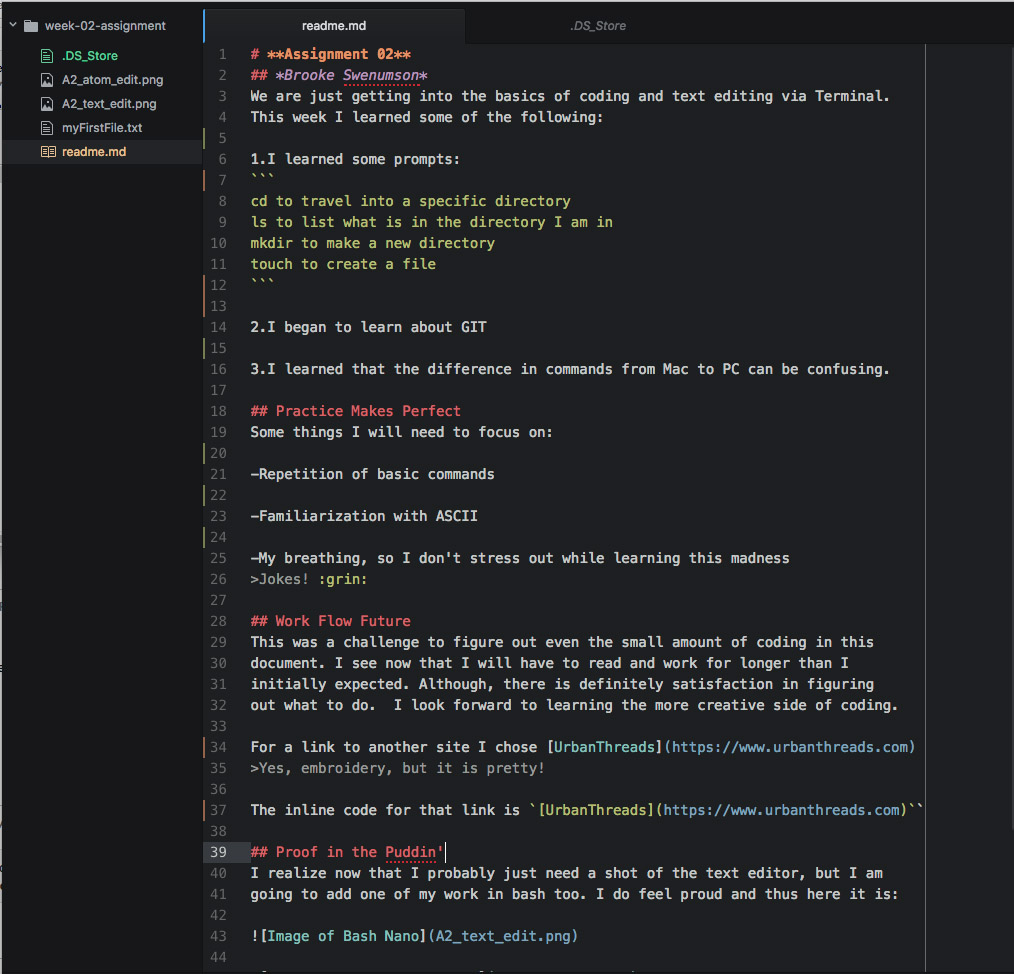 week-02-assignment
.DS_Store
A2_atom_edit.png
A2_text_edit.png
myFirstFile.txt
readme.md
readme.md
.DS_Store
1 # **Assignment 02**
2 ## *Brooke Swenumson*
3 We are just getting into the basics of coding and text editing via Terminal.
4 This week I learned some of the following:
5
6 1.I learned some prompts:
7 ```
8 cd to travel into a specific directory
9 ls to list what is in the directory I am in
10 mkdir to make a new directory
11 touch to create a file
12 ```
13
14 2.I began to learn about GIT
15
16 3.I learned that the difference in commands from Mac to PC can be confusing.
17
18 ## Practice Makes Perfect
19 Some things I will need to focus on:
20
21 -Repetition of basic commands
22
23 -Familiarization with ASCII
24
25 -My breathing, so I don't stress out while learning this madness
26 >Jokes! :grin:
27
28 ## Work Flow Future
29 This was a challenge to figure out even the small amount of coding in this
30 document. I see now that I will have to read and work for longer than I
31 initially expected. Although, there is definitely satisfaction in figuring
32 out what to do.  I look forward to learning the more creative side of coding.
33
34 For a link to another site I chose [UrbanThreads](https://www.urbanthreads.com)
35 >Yes, embroidery, but it is pretty!
36
37 The inline code for that link is `[UrbanThreads](https://www.urbanthreads.com)``
38
39 ## Proof in the Puddin'
40 I realize now that I probably just need a shot of the text editor, but I am
41 going to add one of my work in bash too. I do feel proud and thus here it is:
42
43 ![Image of Bash Nano](A2_text_edit.png)
44